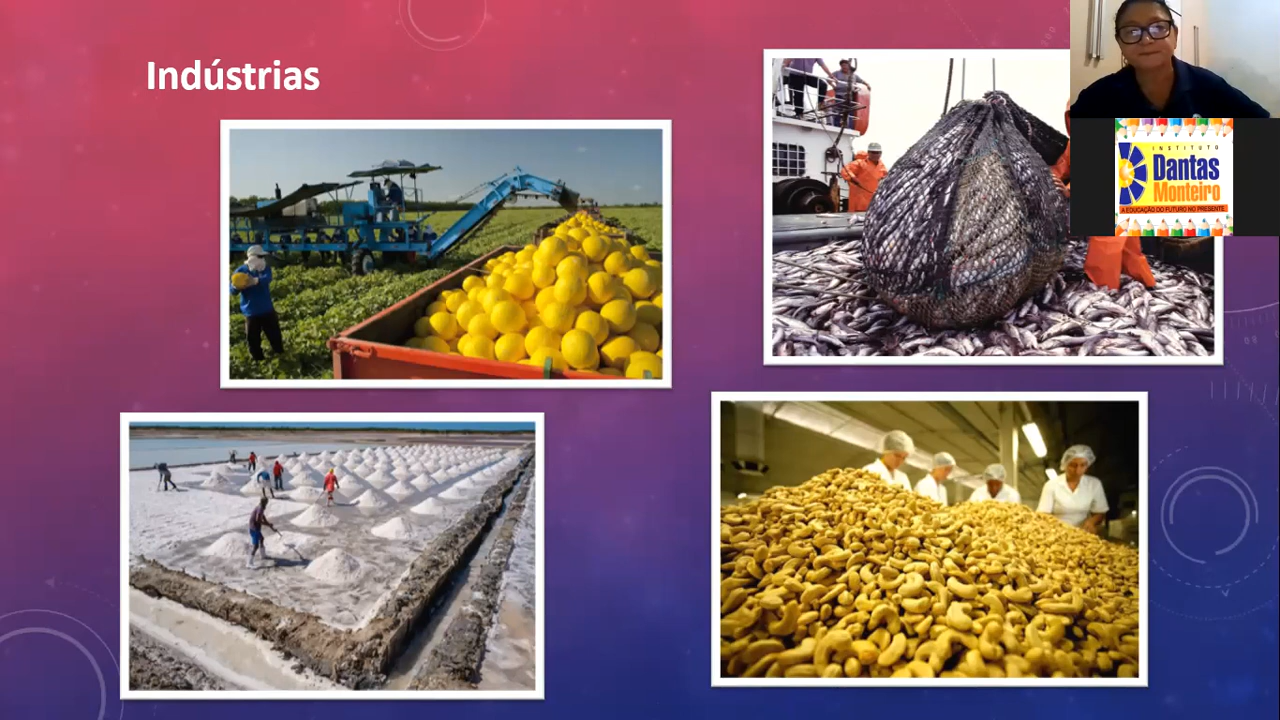 Indústrias
INSTITUTO
Dantas
Monteiro
A EDUCAÇÃO DO FUTURO NO PRESENTE